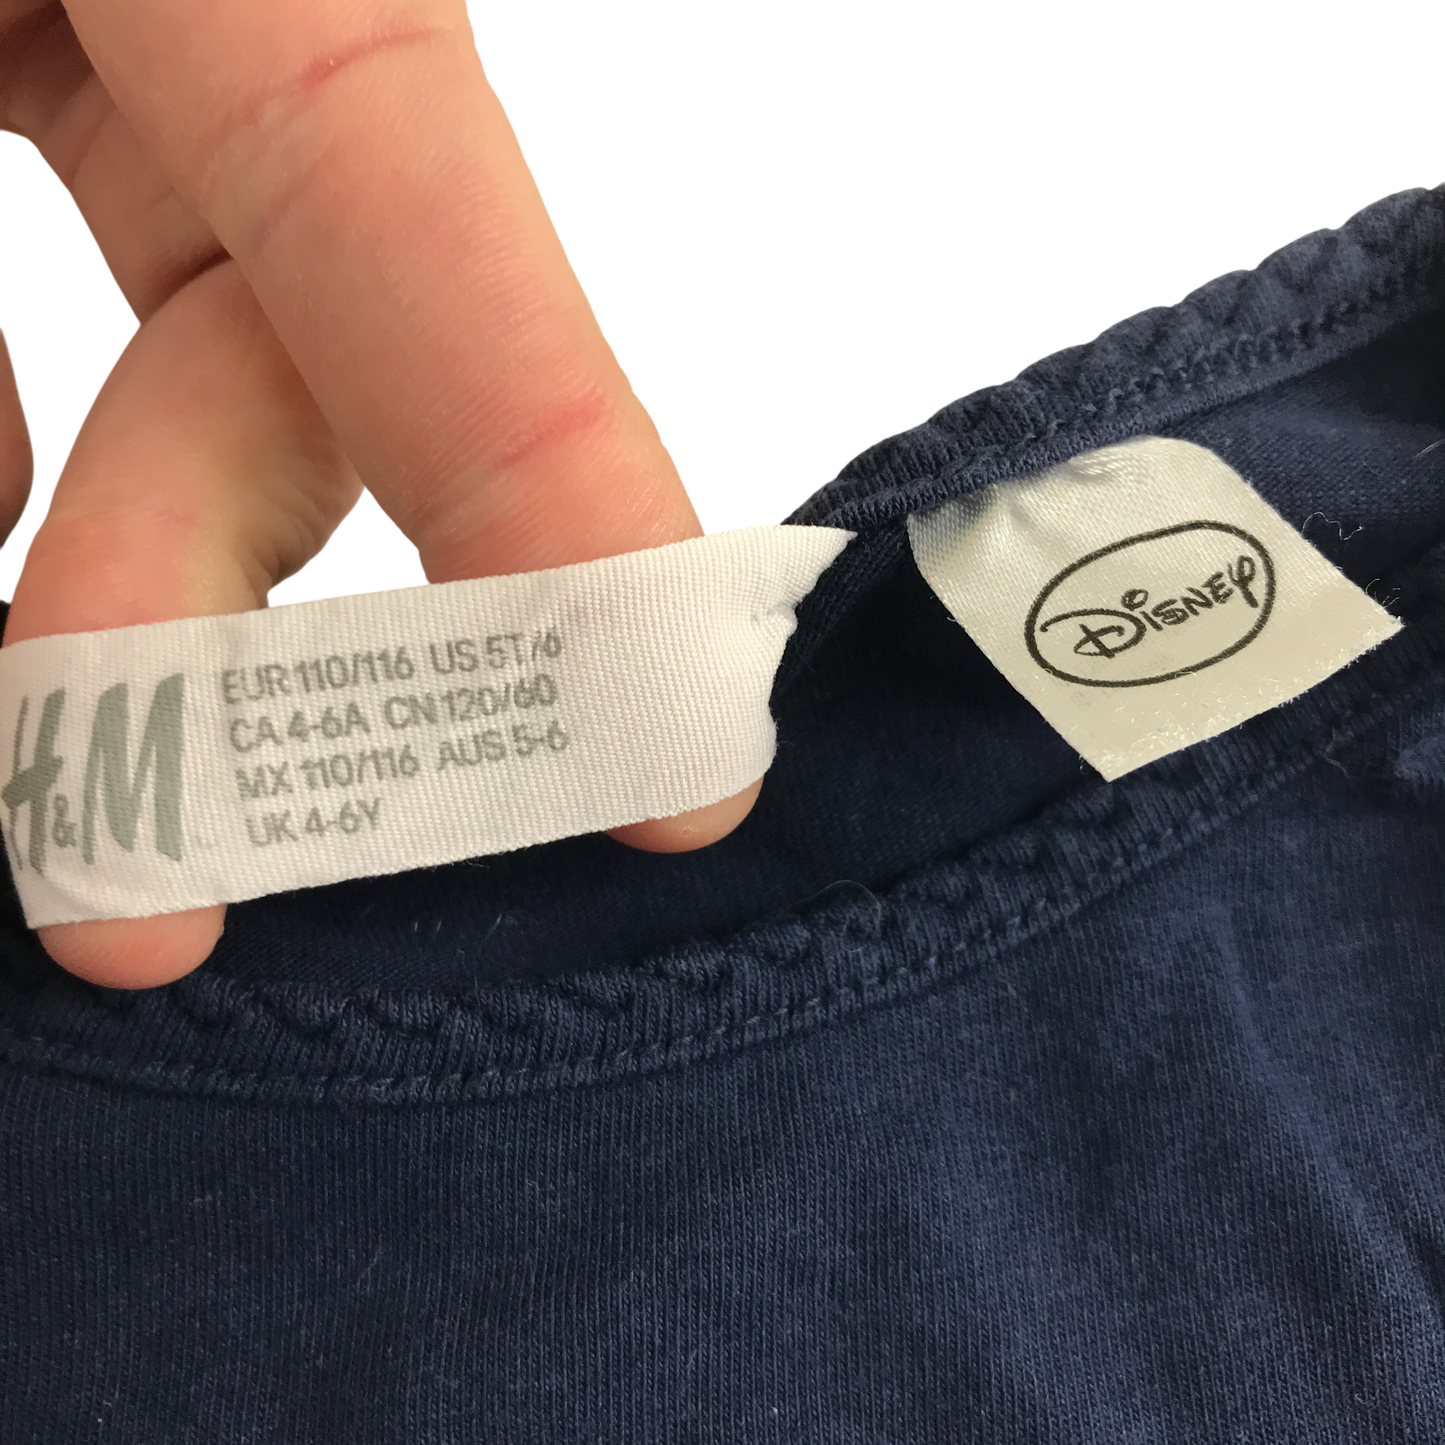 H&M
EUR 110/116 US 5T/6
CA 4-6A CN 120/60
MX 110/116 AUS 5-6
UK 4-6Y
Disney